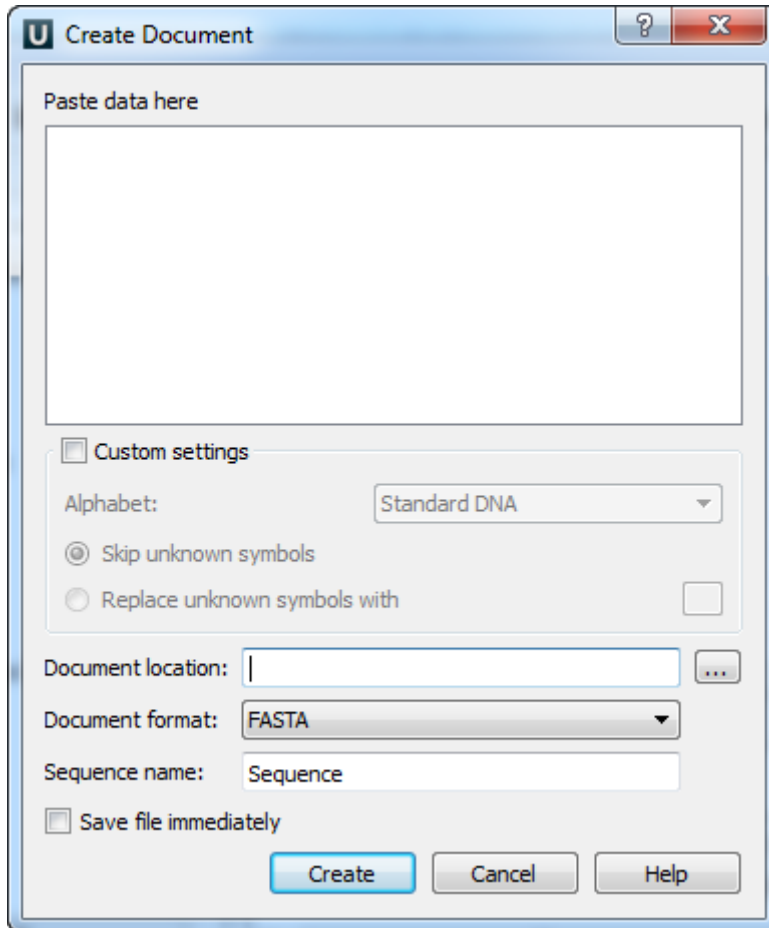 U Create Document
Paste data here
Custom settings
Alphabet: Standard DNA
Skip unknown symbols
Replace unknown symbols with
Document location: ...
Document format: FASTA
Sequence name: Sequence
Save file immediately
Create Cancel Help